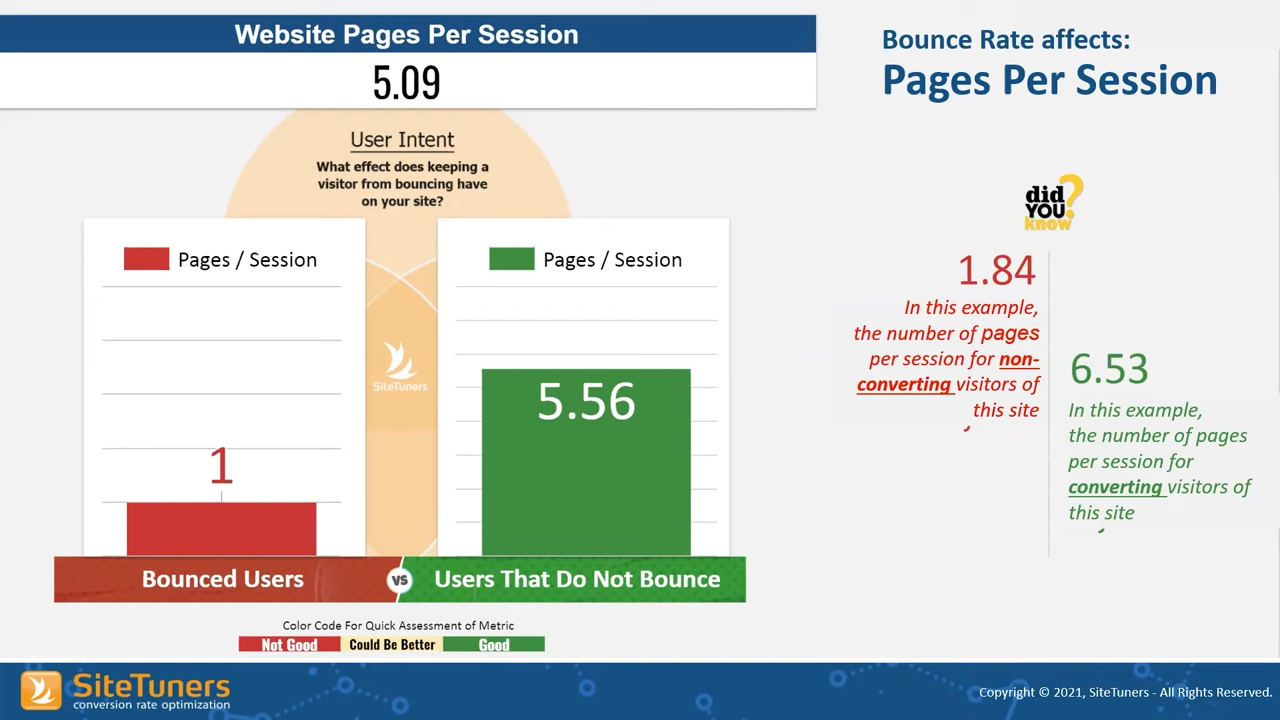 Website Pages Per Session
5.09
Bounce Rate affects:
Pages Per Session
User Intent
What effect does keeping a
visitor from bouncing have
on your site?
Pages / Session
1
Pages / Session
5.56
SiteTuners
Bounced Users
VS
Users That Do Not Bounce
Color Code For Quick Assessment of Metric
Not Good
Could Be Better
Good
did
YOU
know
?
1.84
In this example,
the number of pages
per session for non-
converting visitors of
this site
6.53
In this example,
the number of pages
per session for
converting visitors of
this site
SiteTuners
conversion rate optimization
Copyright © 2021, SiteTuners - All Rights Reserved.